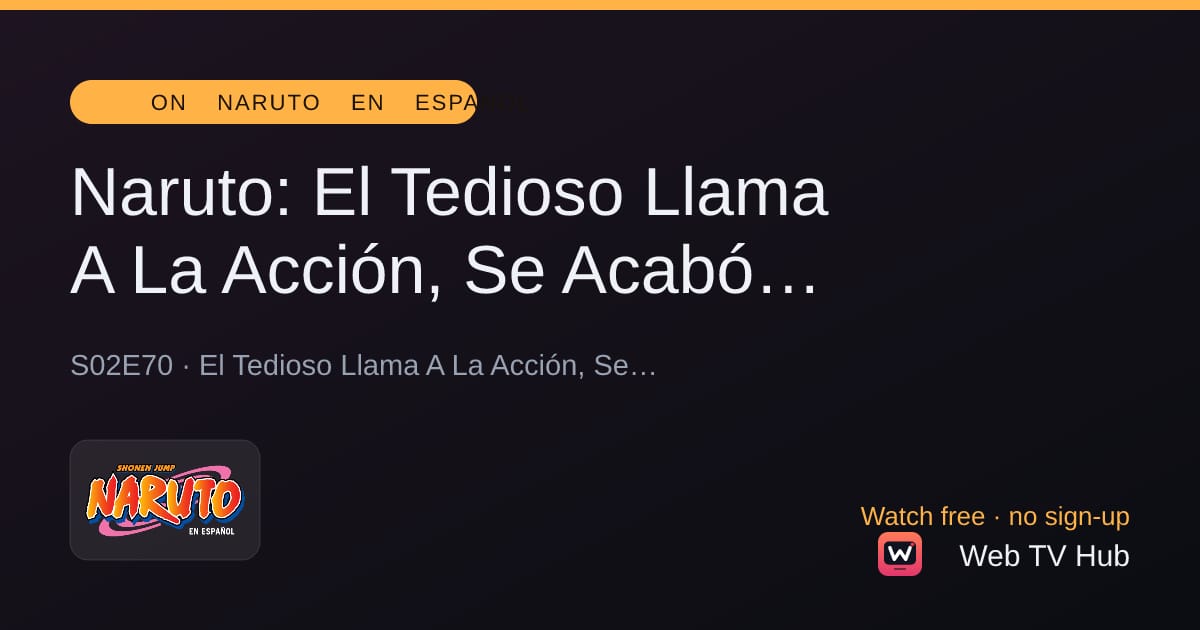 ON NARUTO EN ESPAÑOL
Naruto: El Tedioso Llama
A La Acción, Se Acabó…
S02E70 · El Tedioso Llama A La Acción, Se…
SHONEN JUMP
NARUTO
EN ESPAÑOL
Watch free · no sign-up
W
Web TV Hub